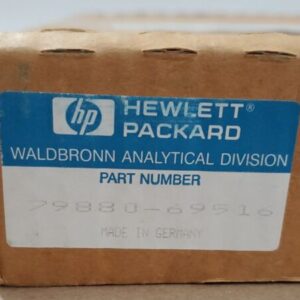 hp HEWLETT®
PACKARD
WALDBRONN ANALYTICAL DIVISION
PART NUMBER
79880-69516
MADE IN GERMANY